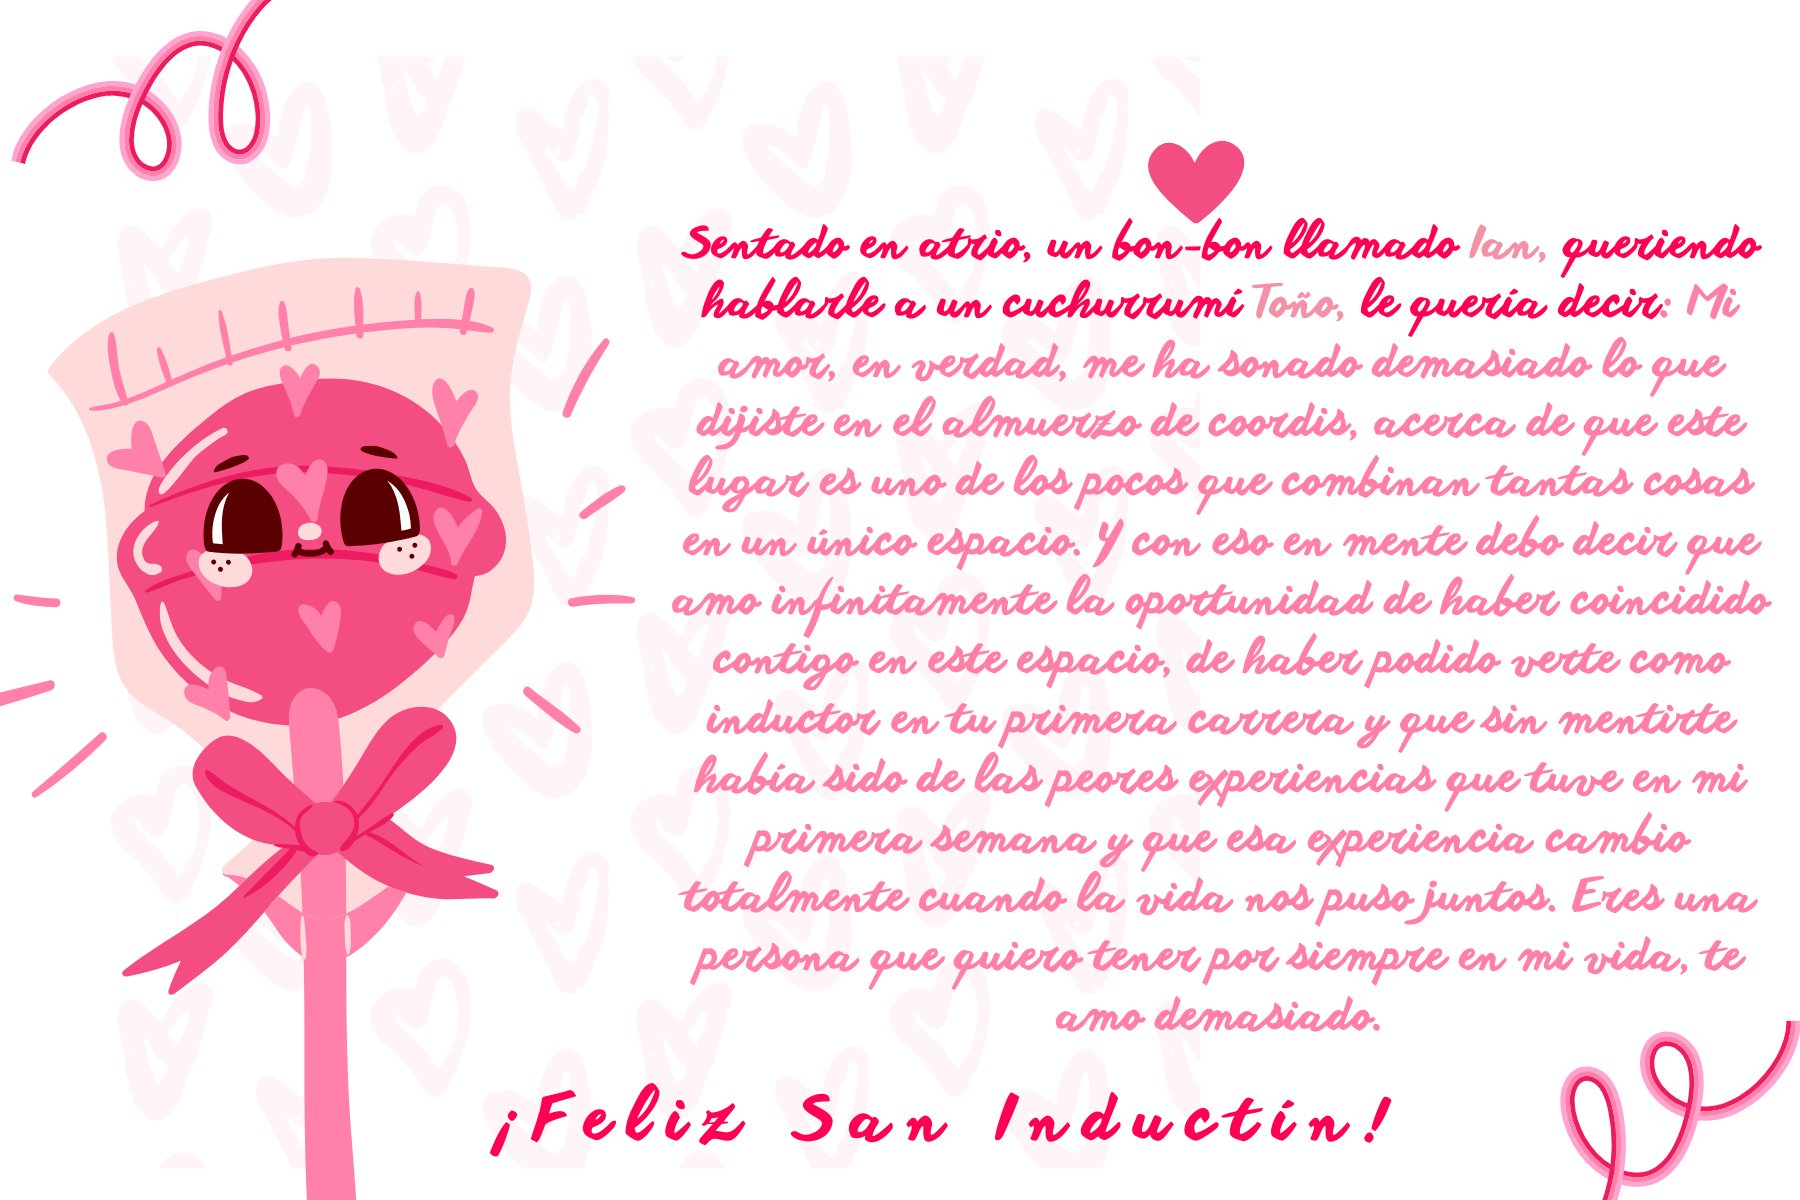 Sentado en atrio, un bon-bon llamado Ian, queriendo
hablarle a un cuchurrumí Toño, le quería decir: Mi
amor, en verdad, me ha sonado demasiado lo que
dijiste en el almuerzo de coordis, acerca de que este
lugar es uno de los pocos que combinan tantas cosas
en un único espacio. Y con eso en mente debo decir que
amo infinitamente la oportunidad de haber coincidido
contigo en este espacio, de haber podido verte como
inductor en tu primera carrera y que sin mentirte
había sido de las peores experiencias que tuve en mi
primera semana y que esa experiencia cambio
totalmente cuando la vida nos puso juntos. Eres una
persona que quiero tener por siempre en mi vida, te
amo demasiado.
¡Feliz San Inductín!